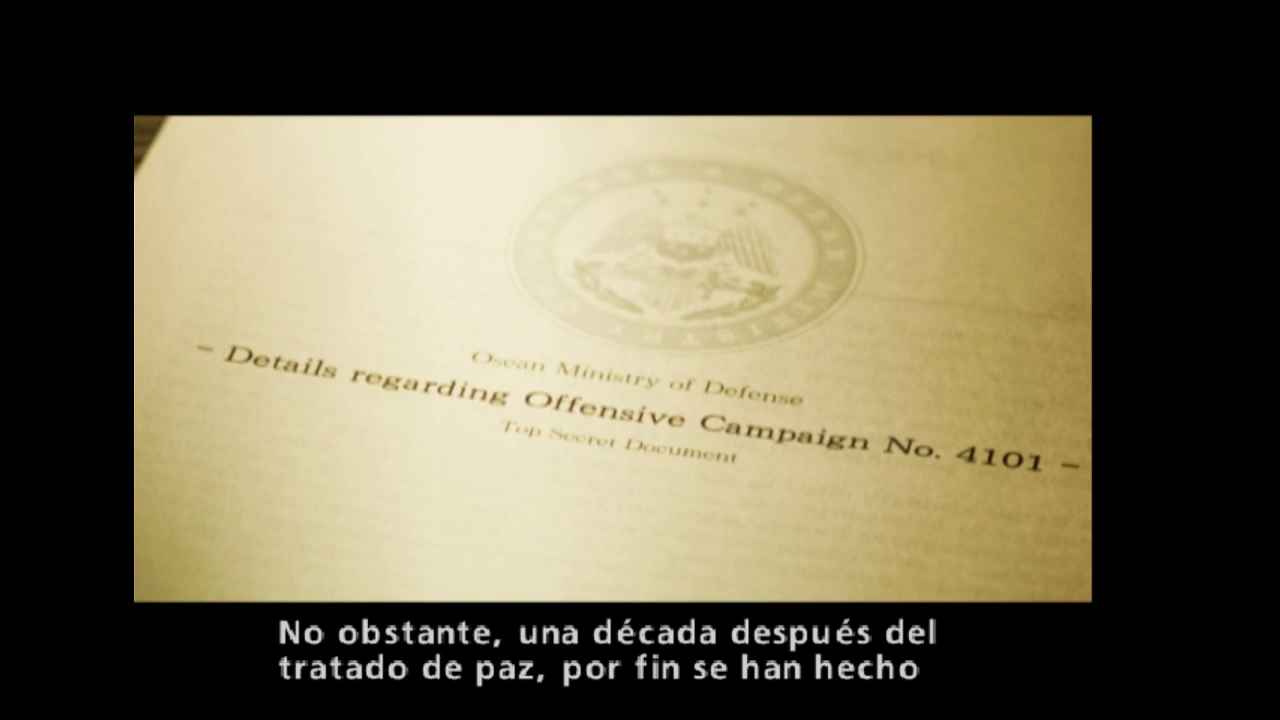 Osean Ministry of Defense
- Details regarding Offensive Campaign No. 4101 -
Top Secret Document
No obstante, una década después del
tratado de paz, por fin se han hecho